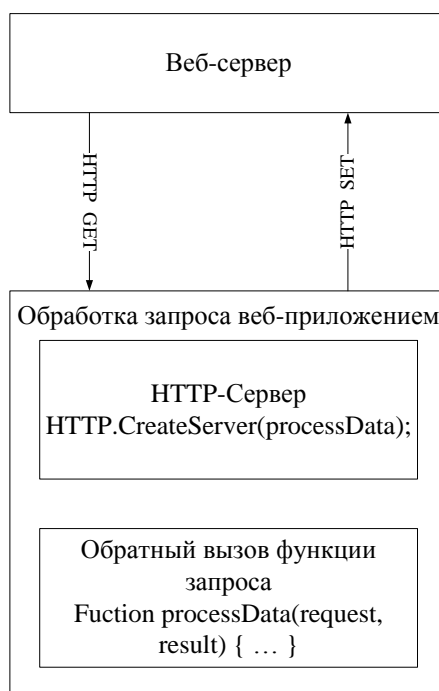 Веб-сервер
HTTP GET
HTTP SET
Обработка запроса веб-приложением
HTTP-Сервер
HTTP.CreateServer(processData);
Обратный вызов функции
запроса
Fuction processData(request,
result) { … }